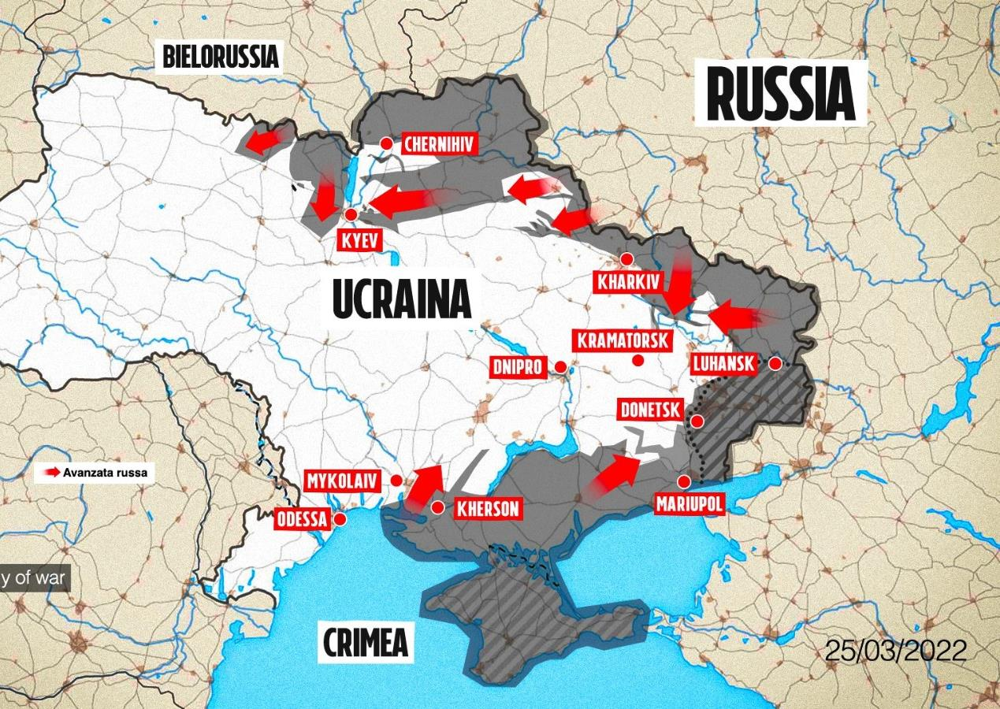 BIELORUSSIA
RUSSIA
CHERNIHIV
KYEV
KHARKIV
UCRAINA
KRAMATORSK
DNIPRO
LUHANSK
DONETSK
Avanzata russa
MYKOLAIV
KHERSON
MARIUPOL
ODESSA
y of war
CRIMEA
25/03/2022